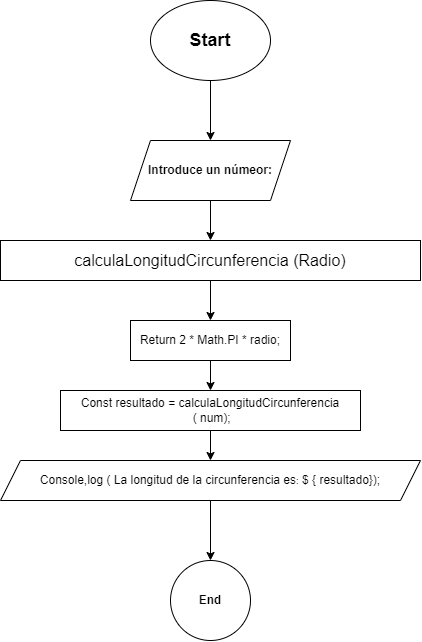 Start
Introduce un númeor:
calculaLongitudCircunferencia (Radio)
Return 2 * Math.PI * radio;
Const resultado = calculaLongitudCircunferencia
( num);
Console,log ( La longitud de la circunferencia es: $ { resultado});
End